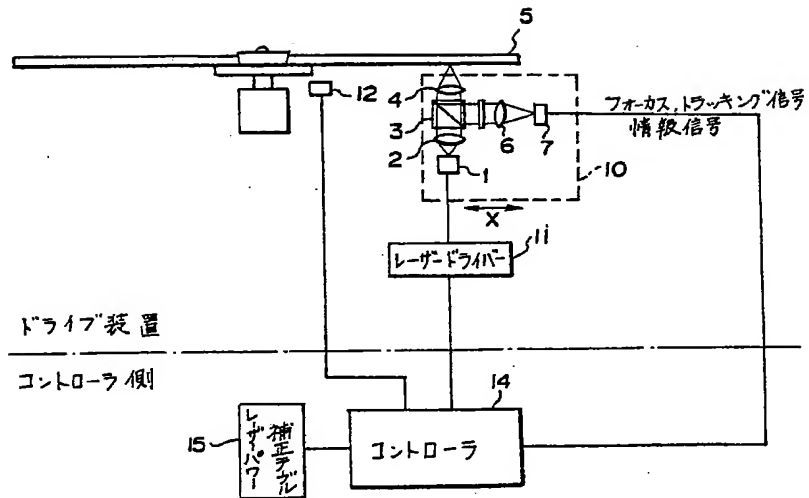 5
12
4
3
2
6
7
1
フォーカス,トラッキング信号
情報信号
10
X
11
レーザードライバー
ドライブ装置
コントローラ側
14
15
レーザーパワー
補正テーブル
コントローラ